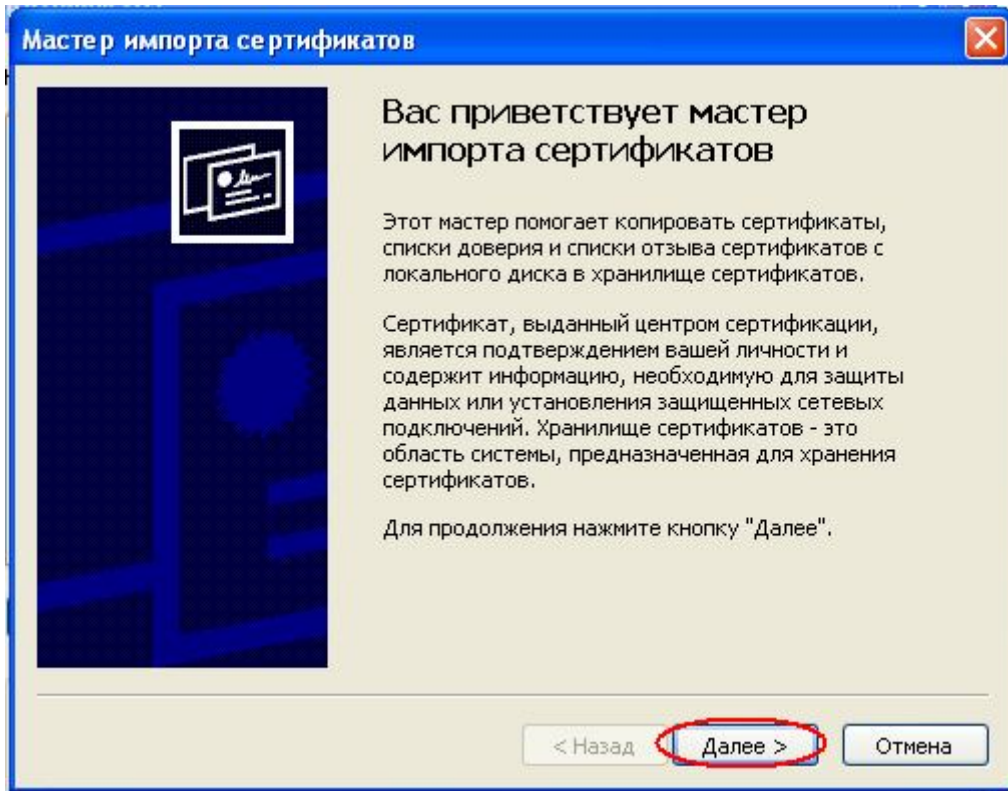 Мастер импорта сертификатов
Вас приветствует мастер
импорта сертификатов
Этот мастер помогает копировать сертификаты,
списки доверия и списки отзыва сертификатов с
локального диска в хранилище сертификатов.
Сертификат, выданный центром сертификации,
является подтверждением вашей личности и
содержит информацию, необходимую для защиты
данных или установления защищенных сетевых
подключений. Хранилище сертификатов - это
область системы, предназначенная для хранения
сертификатов.
Для продолжения нажмите кнопку "Далее".
< Назад Далее > Отмена